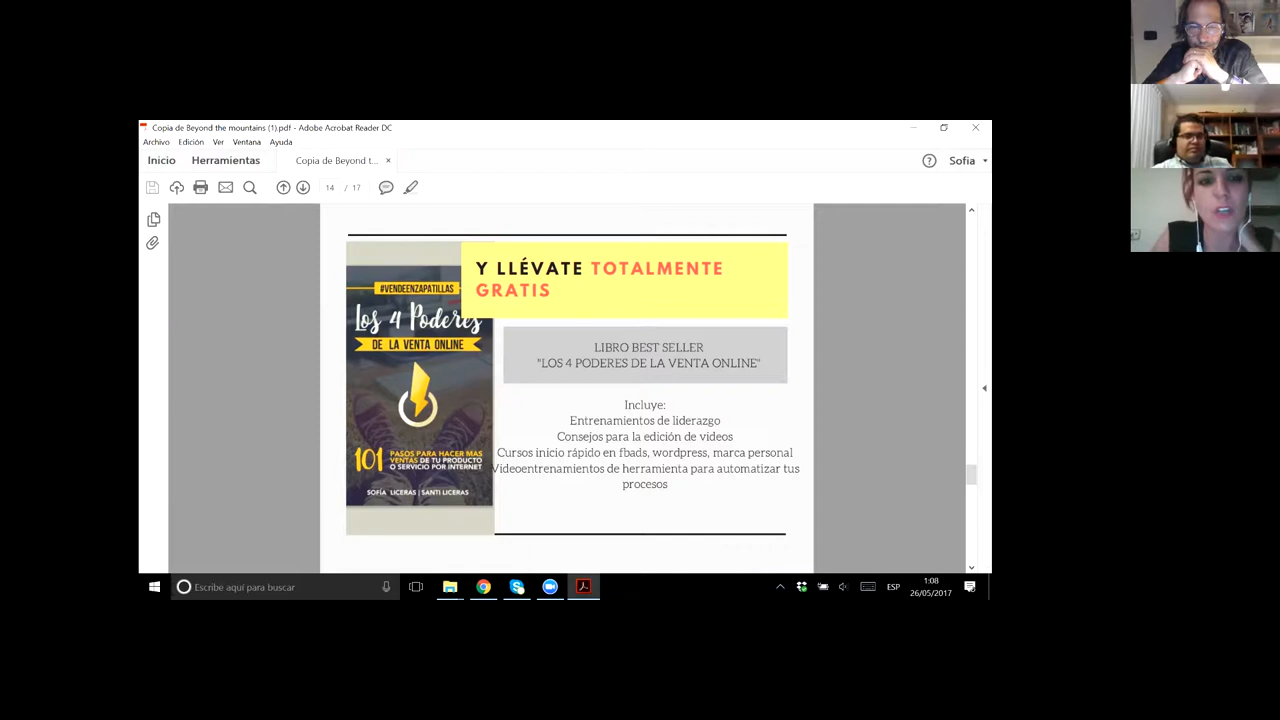 Copia de Beyond the mountains (1).pdf - Adobe Acrobat Reader DC
Archivo Edición Ver Ventana Ayuda
Inicio Herramientas Copia de Beyond t... × Sofia
14 / 17
Y LLÉVATE TOTALMENTE
GRATIS
#VENDEENZAPATILLAS
Los 4 Poderes
DE LA VENTA ONLINE
101 PASOS PARA HACER MAS
VENTAS DE TU PRODUCTO
O SERVICIO POR INTERNET
SOFÍA LICERAS | SANTI LICERAS
LIBRO BEST SELLER
"LOS 4 PODERES DE LA VENTA ONLINE"
Incluye:
Entrenamientos de liderazgo
Consejos para la edición de videos
Cursos inicio rápido en fbads, wordpress, marca personal
Videoentrenamientos de herramienta para automatizar tus
procesos
Escribe aquí para buscar
ESP
1:08
26/05/2017